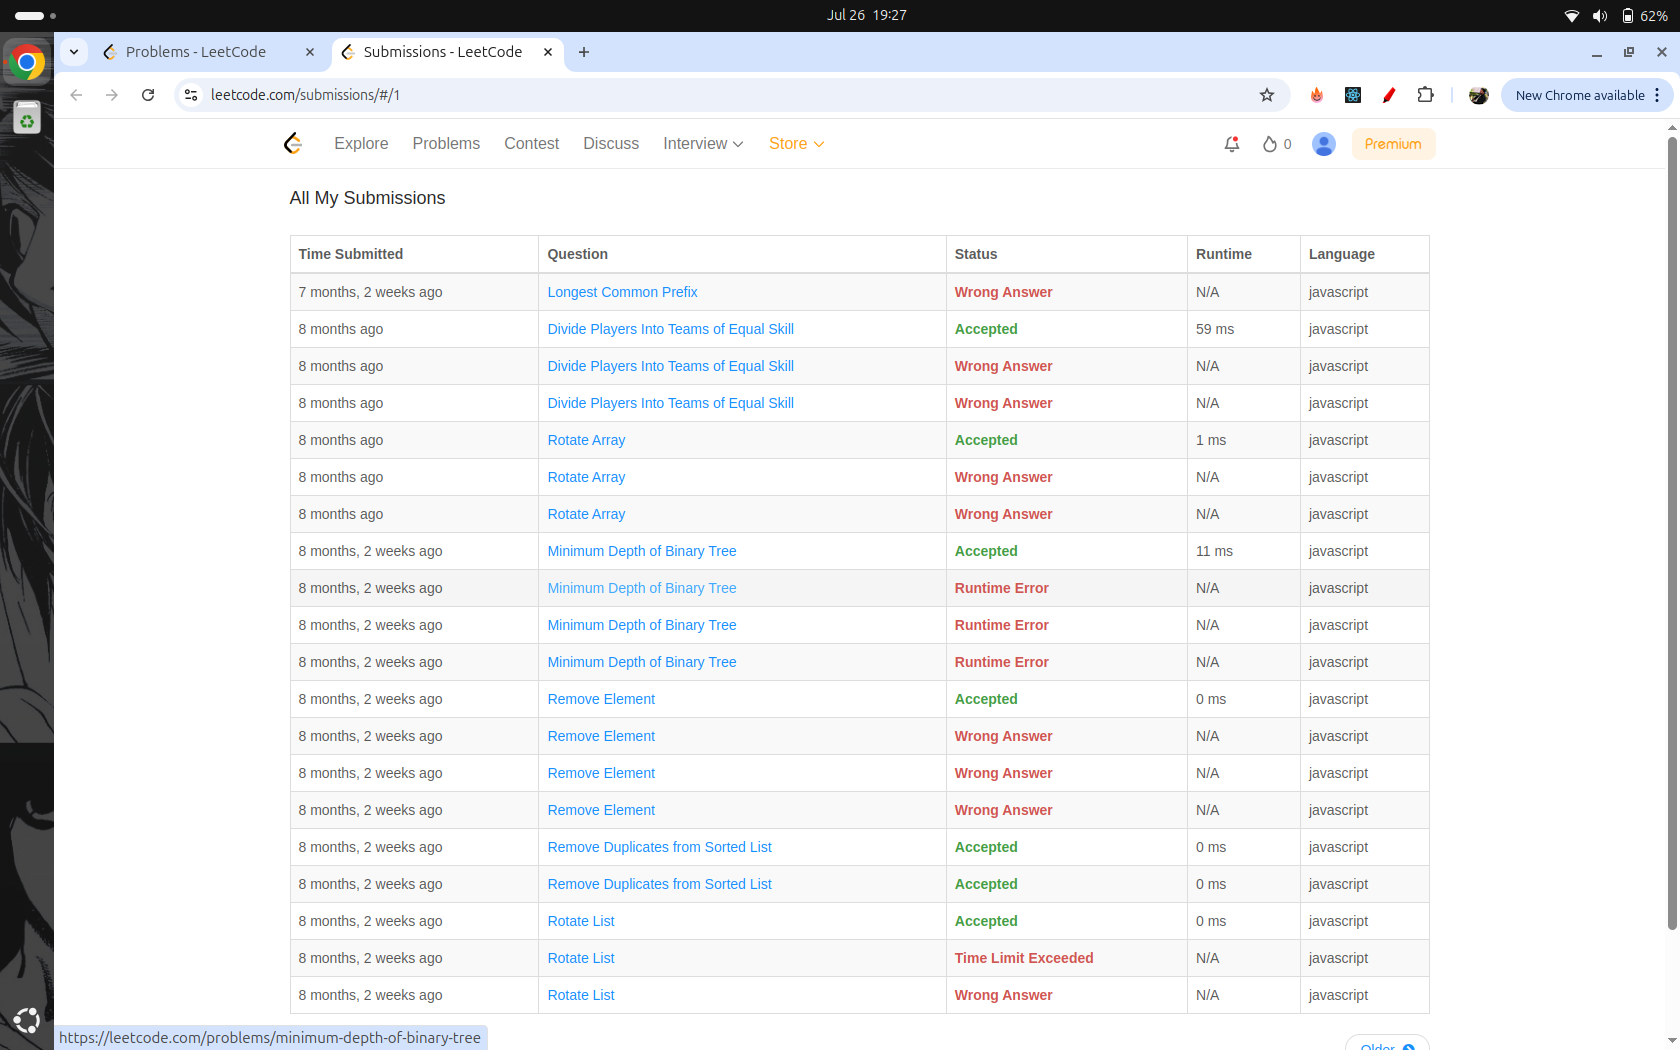 Jul 26 19:27
62%
Problems - LeetCode
Submissions - LeetCode
leetcode.com/submissions/#/1
New Chrome available
Explore Problems Contest Discuss Interview Store
0
Premium
All My Submissions
Time Submitted Question Status Runtime Language
7 months, 2 weeks ago Longest Common Prefix Wrong Answer N/A javascript
8 months ago Divide Players Into Teams of Equal Skill Accepted 59 ms javascript
8 months ago Divide Players Into Teams of Equal Skill Wrong Answer N/A javascript
8 months ago Divide Players Into Teams of Equal Skill Wrong Answer N/A javascript
8 months ago Rotate Array Accepted 1 ms javascript
8 months ago Rotate Array Wrong Answer N/A javascript
8 months ago Rotate Array Wrong Answer N/A javascript
8 months, 2 weeks ago Minimum Depth of Binary Tree Accepted 11 ms javascript
8 months, 2 weeks ago Minimum Depth of Binary Tree Runtime Error N/A javascript
8 months, 2 weeks ago Minimum Depth of Binary Tree Runtime Error N/A javascript
8 months, 2 weeks ago Minimum Depth of Binary Tree Runtime Error N/A javascript
8 months, 2 weeks ago Remove Element Accepted 0 ms javascript
8 months, 2 weeks ago Remove Element Wrong Answer N/A javascript
8 months, 2 weeks ago Remove Element Wrong Answer N/A javascript
8 months, 2 weeks ago Remove Element Wrong Answer N/A javascript
8 months, 2 weeks ago Remove Duplicates from Sorted List Accepted 0 ms javascript
8 months, 2 weeks ago Remove Duplicates from Sorted List Accepted 0 ms javascript
8 months, 2 weeks ago Rotate List Accepted 0 ms javascript
8 months, 2 weeks ago Rotate List Time Limit Exceeded N/A javascript
8 months, 2 weeks ago Rotate List Wrong Answer N/A javascript
https://leetcode.com/problems/minimum-depth-of-binary-tree
Older